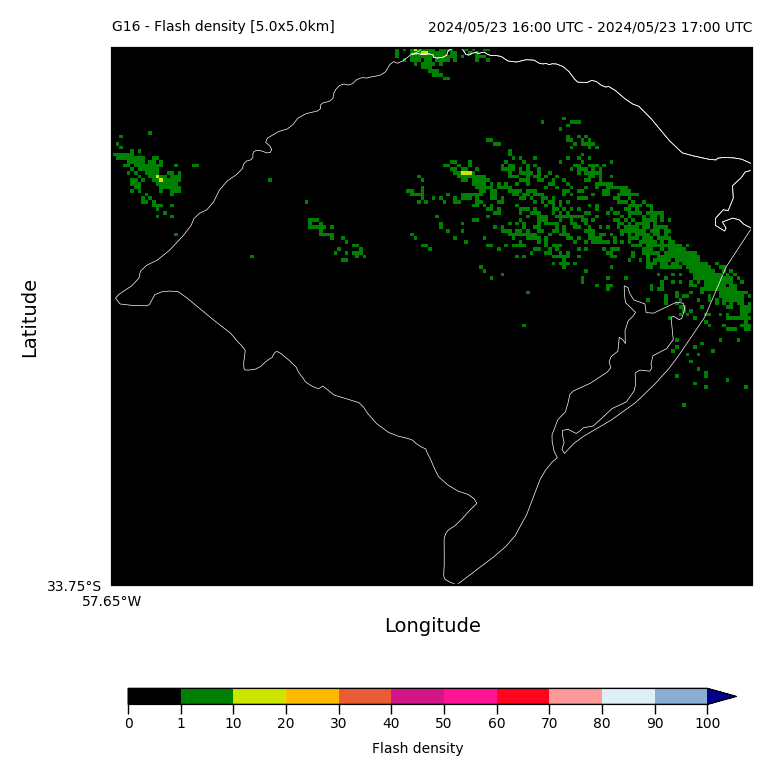 G16 - Flash density [5.0x5.0km]
2024/05/23 16:00 UTC - 2024/05/23 17:00 UTC
Latitude
33.75°S
57.65°W
Longitude
0 1 10 20 30 40 50 60 70 80 90 100
Flash density